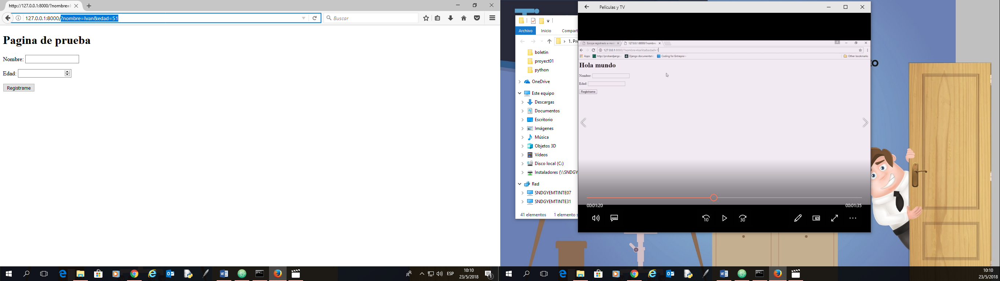 http://127.0.0.1:8000/?nombre=
127.0.0.1:8000/?nombre=Ivan&edad=51
Buscar
Pagina de prueba
Nombre:
Edad:
Registrame
ESP
10:10
23/5/2018
1
Archivo
Inicio
Compart
1. Pro
boletin
proyect01
python
OneDrive
Este equipo
Descargas
Documentos
Escritorio
Imágenes
Música
Objetos 3D
Vídeos
Disco local (C:)
Instaladores (\\SNDGY
Red
SNDGYEMTINTE07
SNDGYEMTINTE31
41 elementos
1 elemento s
Películas y TV
Escoja registrado a mod
127.0.0.1:8000/?nombre
127.0.0.1:8000/?nombre=karlita&edad=1
Apps
http://probardjango.
Django documentati
Coding for Entrepren
Other bookmarks
Hola mundo
Nombre:
Edad:
Registrame
00:01:20
00:01:35
10
30
10:10
23/5/2018